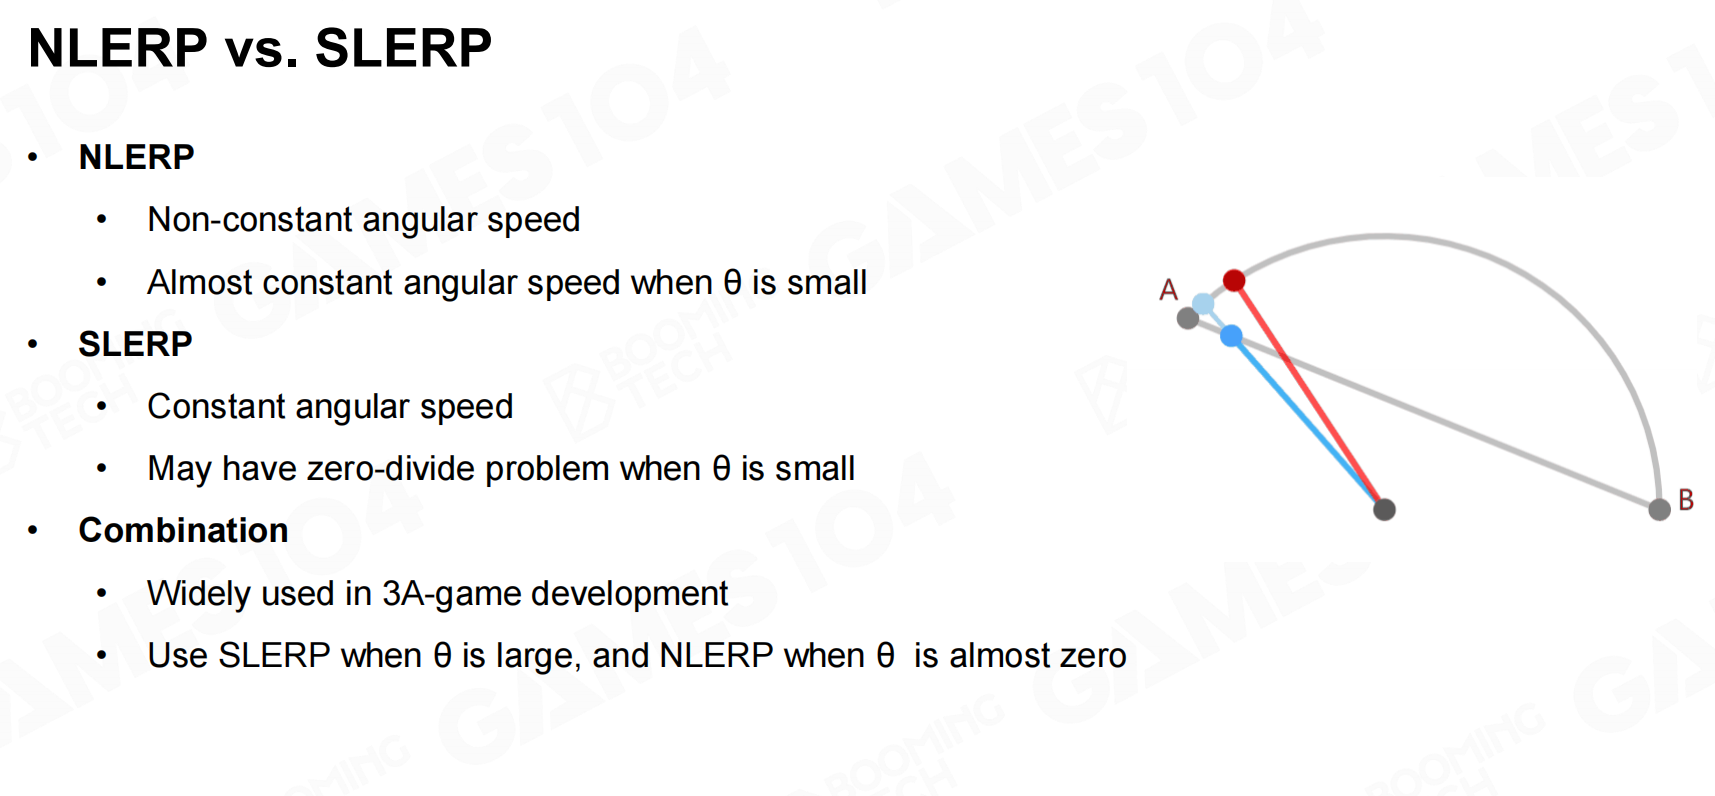 NLERP vs. SLERP
• NLERP
• Non-constant angular speed
• Almost constant angular speed when θ is small
• SLERP
• Constant angular speed
• May have zero-divide problem when θ is small
• Combination
• Widely used in 3A-game development
• Use SLERP when θ is large, and NLERP when θ  is almost zero
A
B
GAMES104
BOOMING
TECH